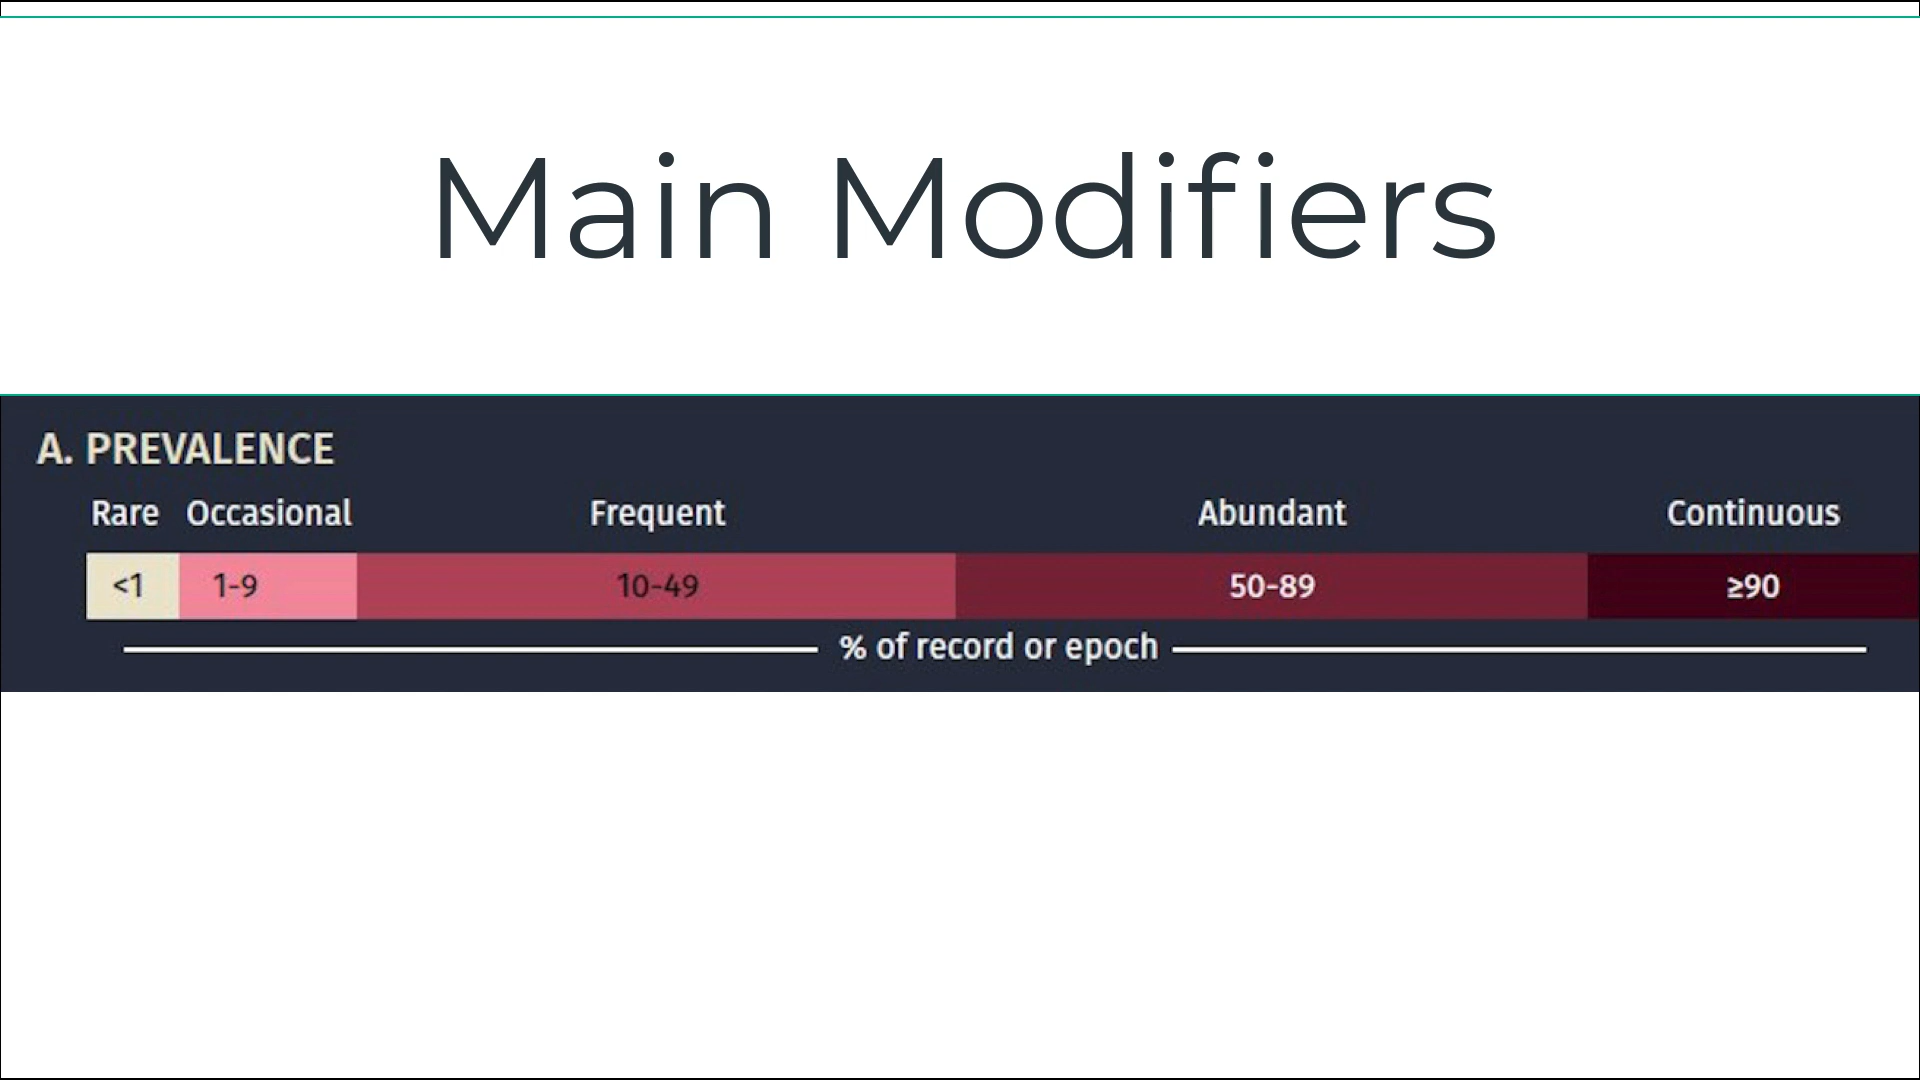 Main Modifiers
A. PREVALENCE
Rare Occasional Frequent Abundant Continuous
<1 1-9 10-49 50-89 ≥90
% of record or epoch